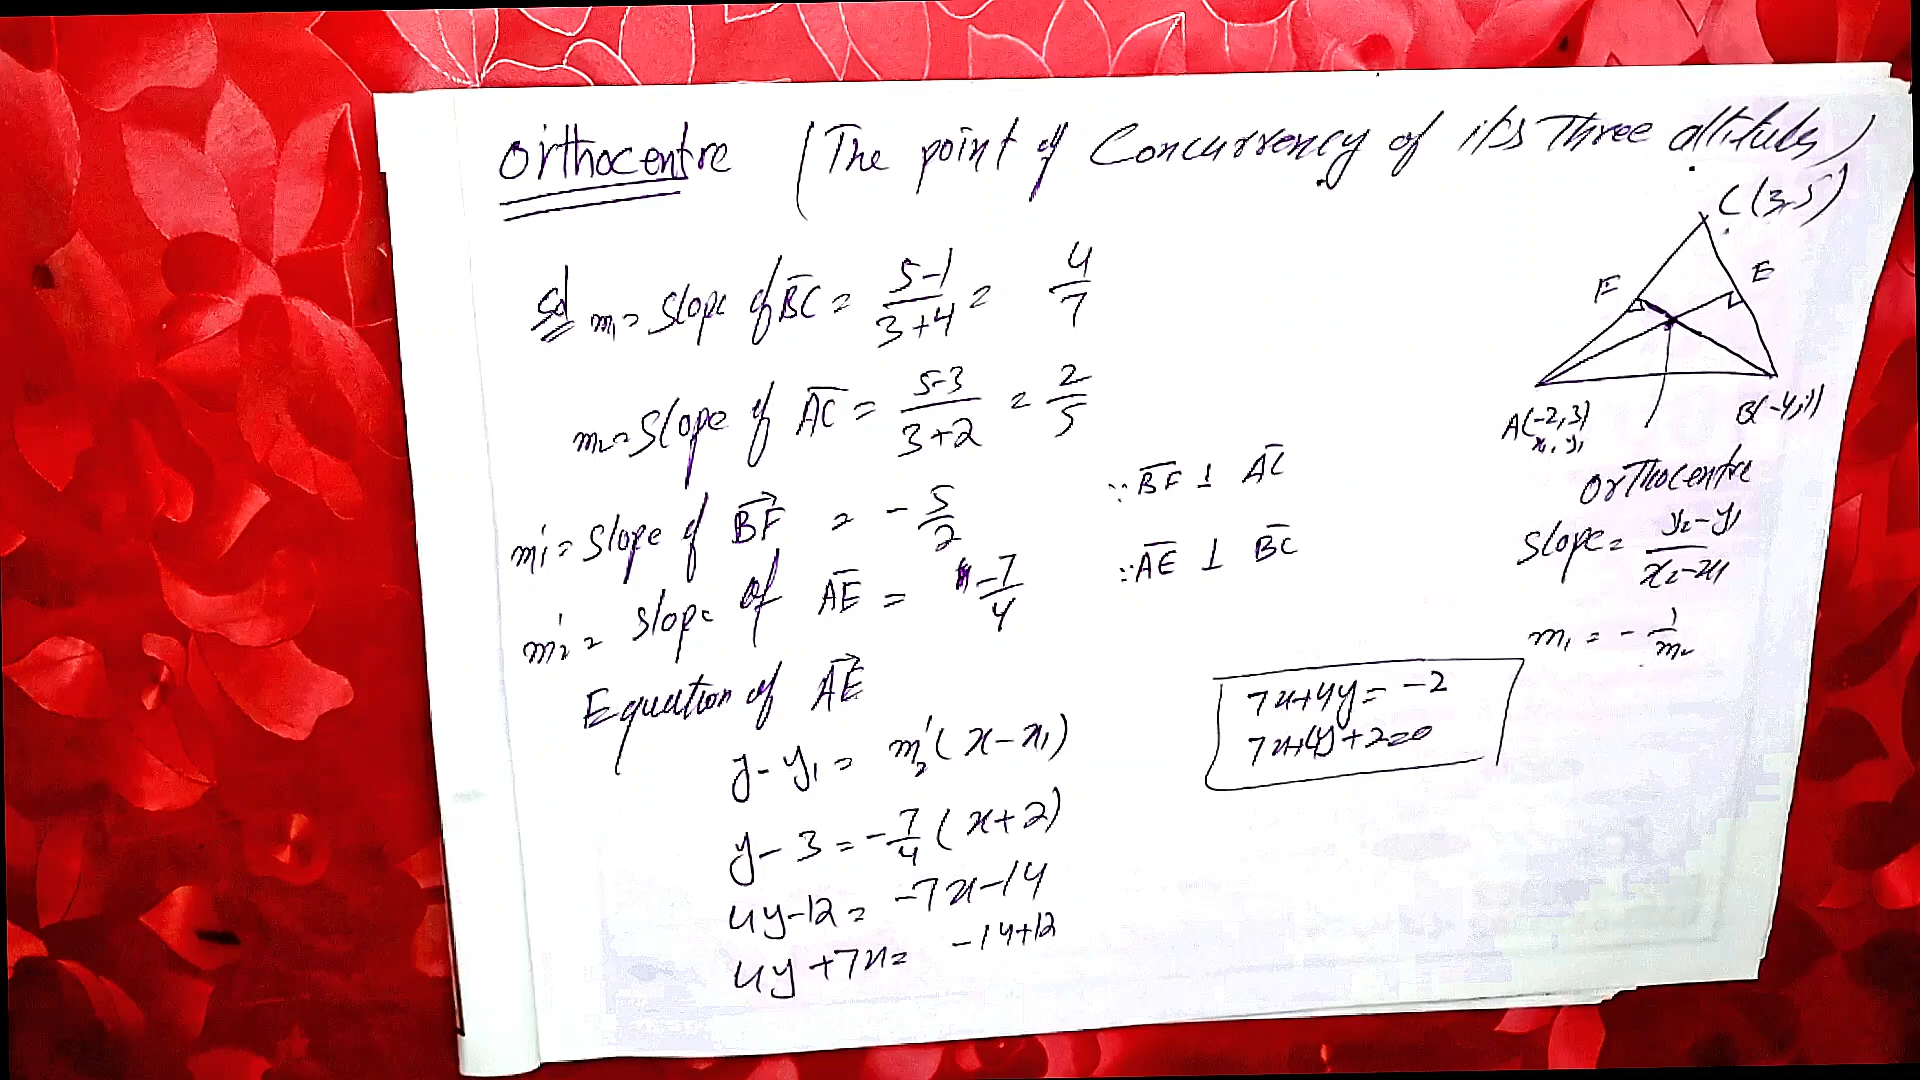 Orthocentre (The point of Concurrency of its Three altitudes)
Sol m₁ = Slope of BC = 5-1/3+4 = 4/7
m₂ = Slope of AC = 5-3/3+2 = 2/5
m₁' = Slope of BF = -5/2 ∵ BF ⊥ AC
m₂' = Slope of AE = -7/4 ∵ AE ⊥ BC
Equation of AE
y - y₁ = m₂'(x - x₁)
y - 3 = -7/4 (x+2)
4y-12 = -7x-14
4y+7x = -14+12
7x+4y = -2
7x+4y+2=0
C(3,5)
F
E
A(-2,3)
x₁, y₁
B(-4,1)
Orthocentre
Slope = y₂-y₁/x₂-x₁
m₁ = -1/m₂